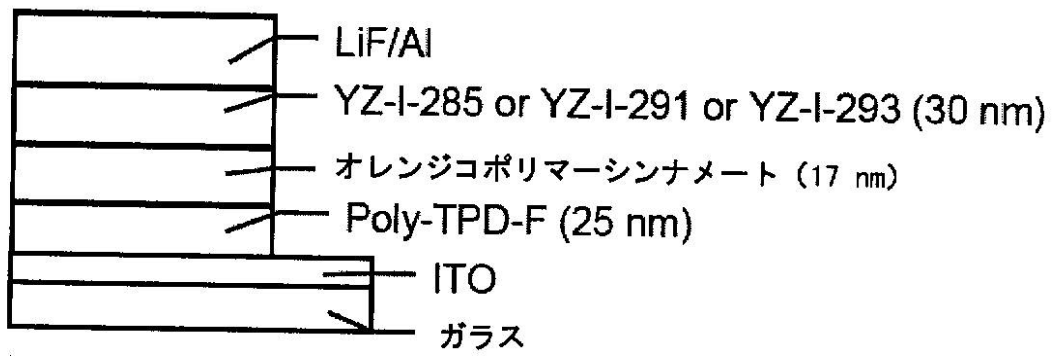 LiF/Al
YZ-I-285 or YZ-I-291 or YZ-I-293 (30 nm)
オレンジコポリマーシンナメート (17 nm)
Poly-TPD-F (25 nm)
ITO
ガラス